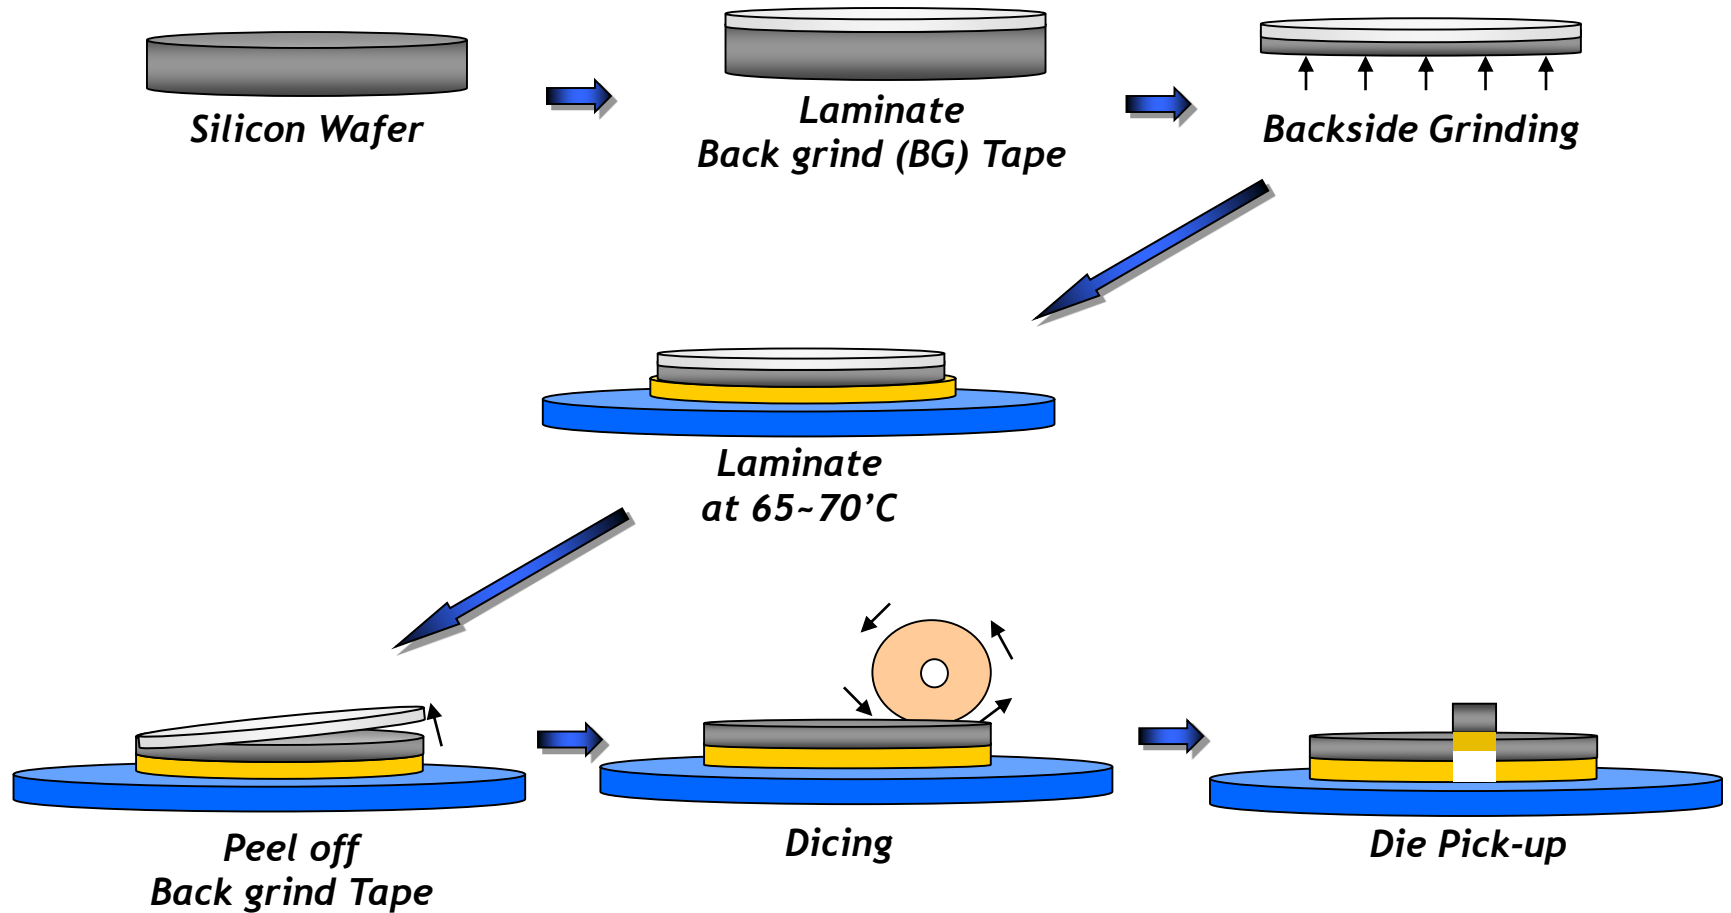 Silicon Wafer
Laminate
Back grind (BG) Tape
Backside Grinding
Laminate
at 65~70’C
Peel off
Back grind Tape
Dicing
Die Pick-up